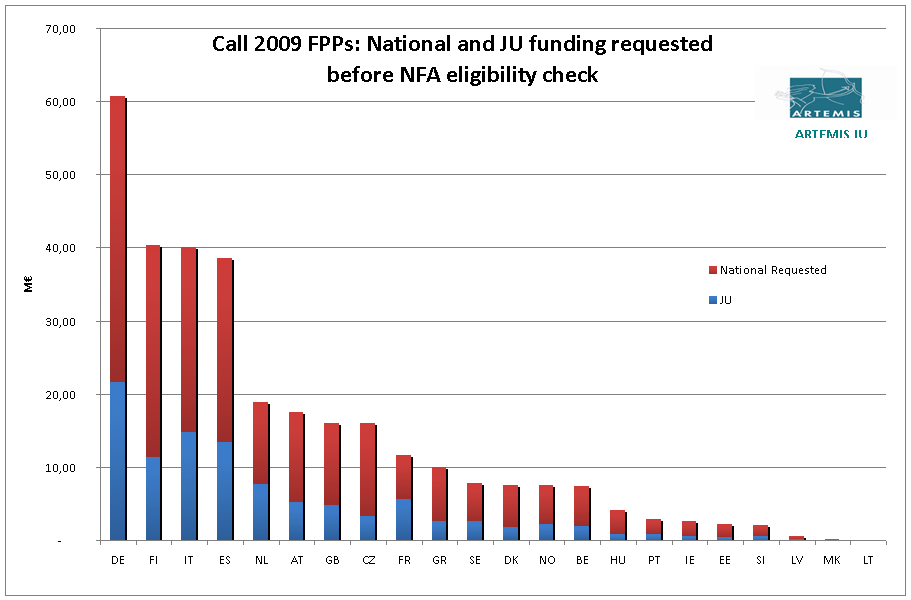 Call 2009 FPPs: National and JU funding requested
before NFA eligibility check
ARTEMIS
ARTEMIS JU
70,00
60,00
50,00
40,00
30,00
20,00
10,00
-
M€
National Requested
JU
DE FI IT ES NL AT GB CZ FR GR SE DK NO BE HU PT IE EE SI LV MK LT